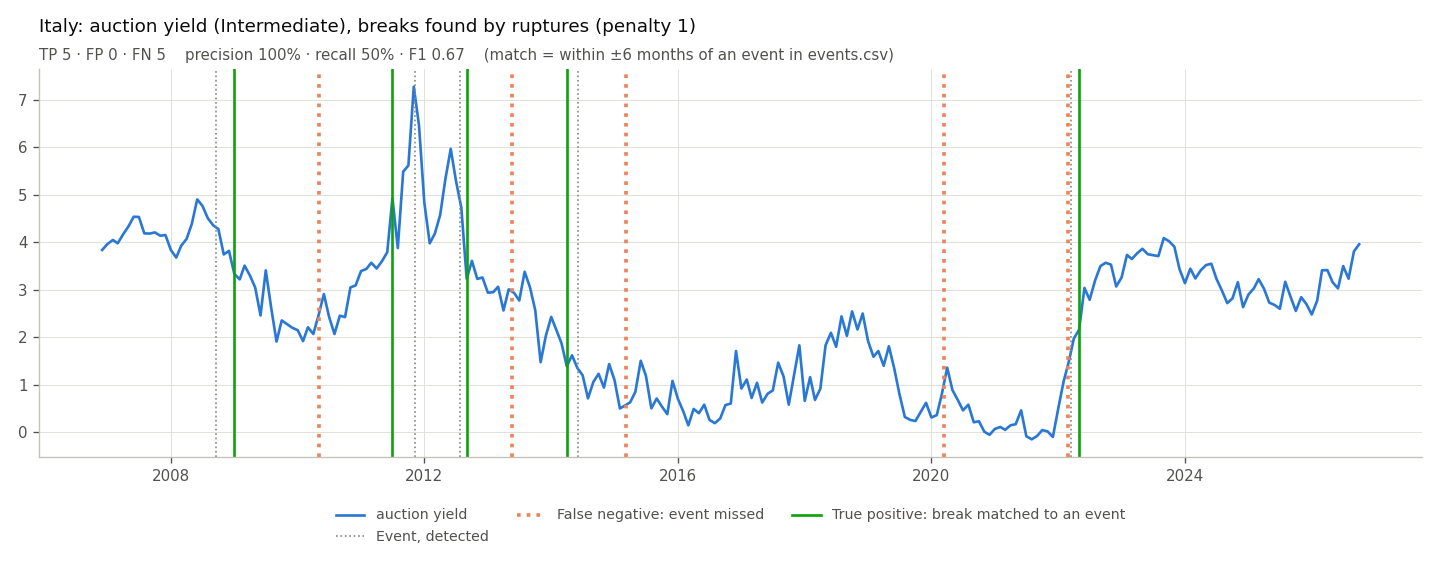 Italy: auction yield (Intermediate), breaks found by ruptures (penalty 1)
TP 5 · FP 0 · FN 5    precision 100% · recall 50% · F1 0.67    (match = within ±6 months of an event in events.csv)
7
6
5
4
3
2
1
0
2008
2012
2016
2020
2024
auction yield
False negative: event missed
True positive: break matched to an event
Event, detected